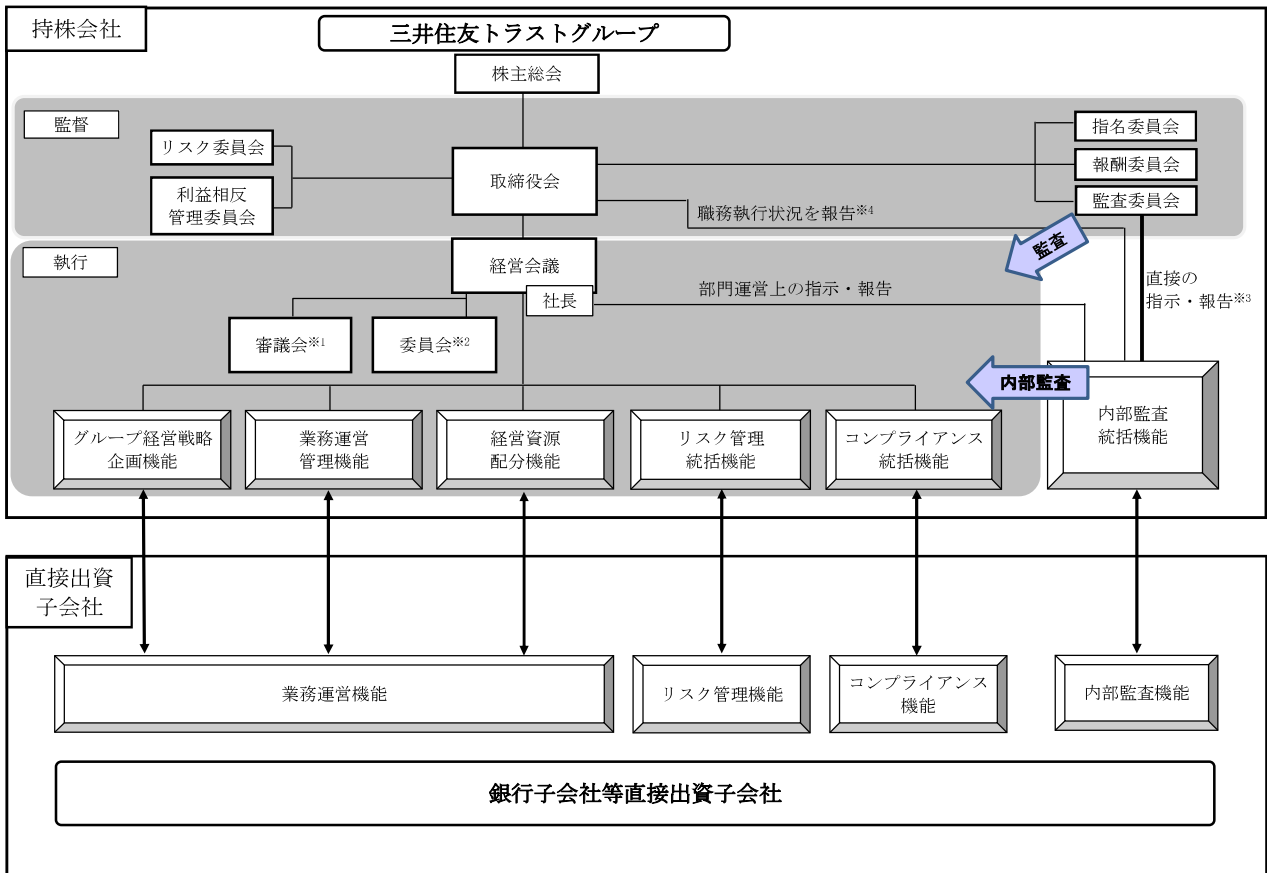 持株会社
三井住友トラストグループ
株主総会
監督
リスク委員会
利益相反
管理委員会
取締役会
指名委員会
報酬委員会
監査委員会
職務執行状況を報告※4
監査
執行
経営会議
社長
部門運営上の指示・報告
直接の
指示・報告※3
審議会※1
委員会※2
内部監査
グループ経営戦略
企画機能
業務運営
管理機能
経営資源
配分機能
リスク管理
統括機能
コンプライアンス
統括機能
内部監査
統括機能
直接出資
子会社
業務運営機能
リスク管理機能
コンプライアンス
機能
内部監査機能
銀行子会社等直接出資子会社